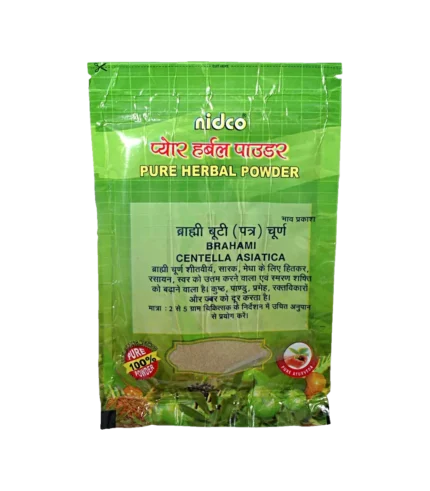 nidco
प्योर हर्बल पाउडर
PURE HERBAL POWDER
भाव प्रकाश
ब्राह्मी बूटी (पत्र) चूर्ण
BRAHAMI
CENTELLA ASIATICA
ब्राह्मी चूर्ण शीतवीर्य, सारक, मेधा के लिए हितकर,
रसायन, स्वर को उत्तम करने वाला एवं स्मरण शक्ति
को बढ़ाने वाला है। कुष्ठ, पाण्डु, प्रमेह, रक्तविकारों
और ज्वर को दूर करता है।
मात्रा : 2 से 5 ग्राम चिकित्सक के निर्देशन में उचित अनुपान
से प्रयोग करें।
PURE
100%
POWDER
PURE AYURVEDA